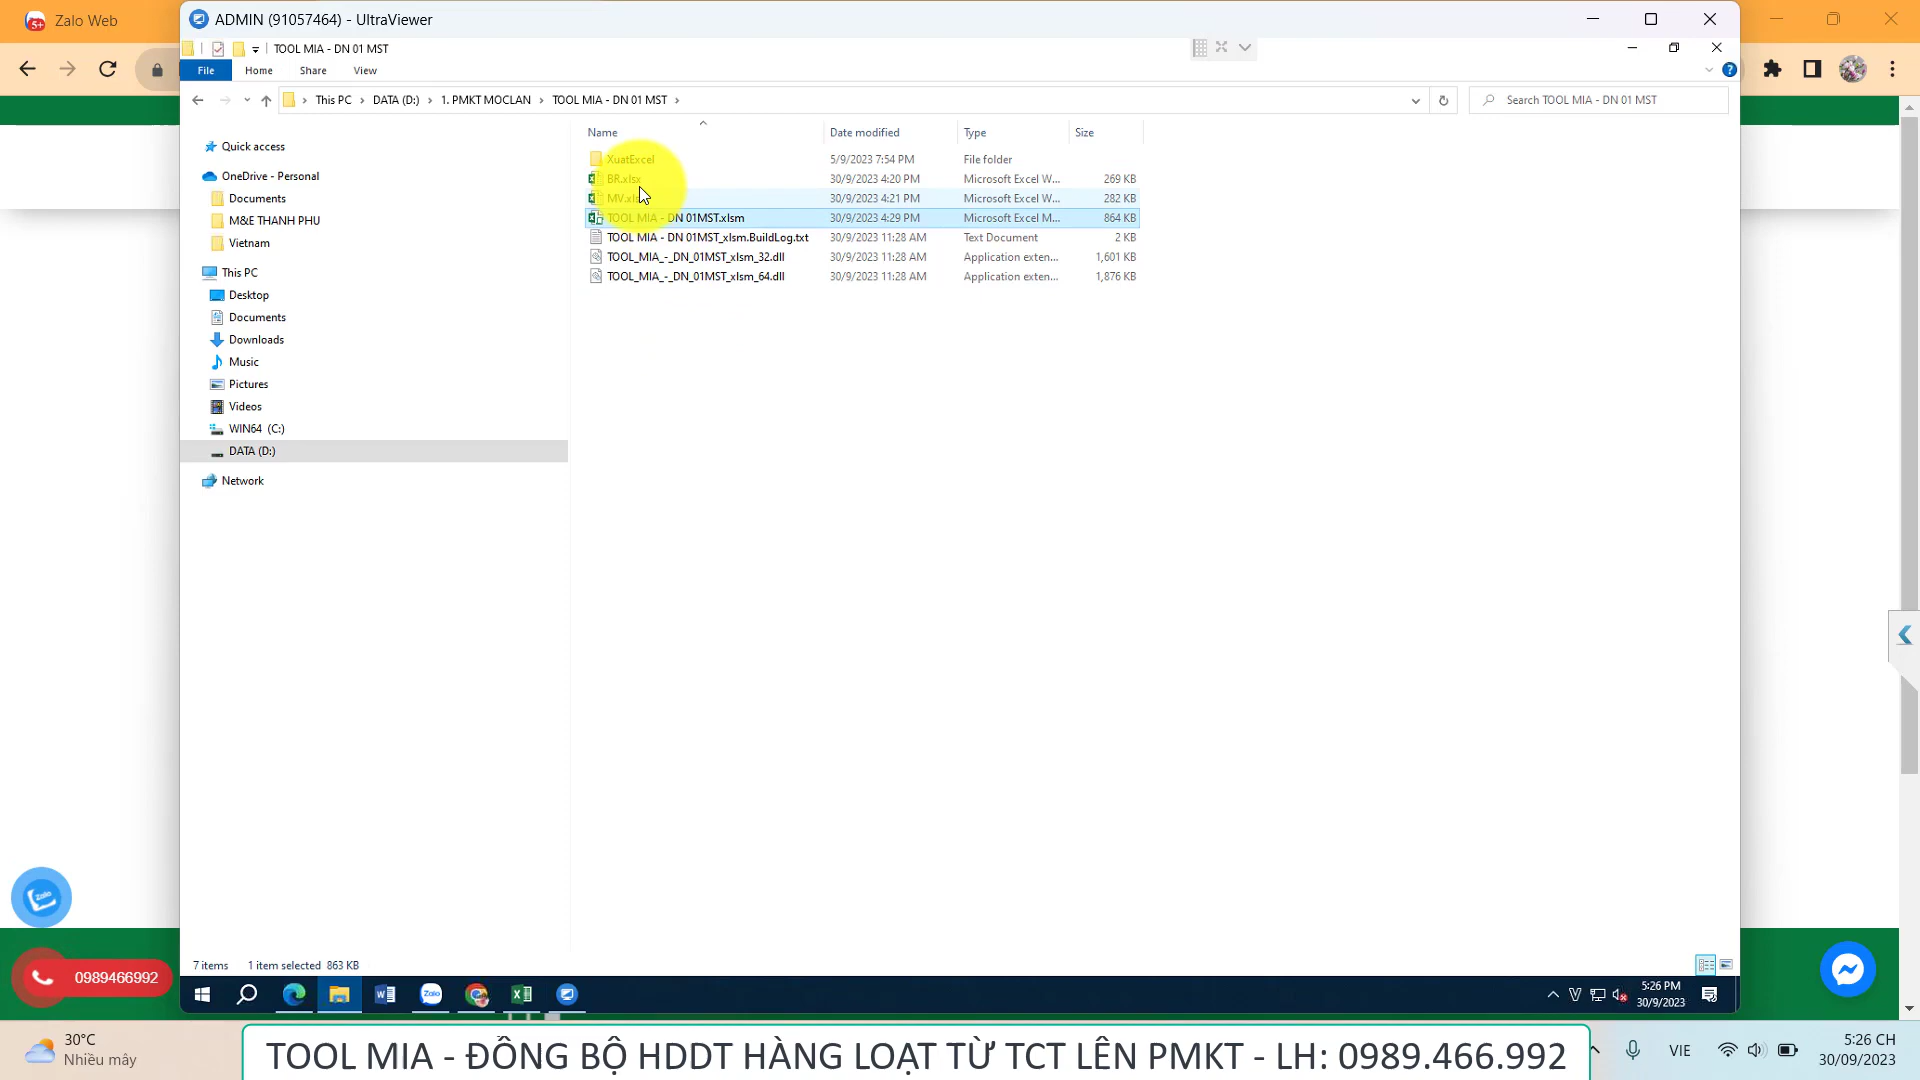 Zalo Web
ADMIN (91057464) - UltraViewer
TOOL MIA - DN 01 MST
File Home Share View
This PC > DATA (D:) > 1. PMKT MOCLAN > TOOL MIA - DN 01 MST >
Search TOOL MIA - DN 01 MST
Quick access
OneDrive - Personal
Documents
M&E THANH PHU
Vietnam
This PC
Desktop
Documents
Downloads
Music
Pictures
Videos
WIN64 (C:)
DATA (D:)
Network
Name Date modified Type Size
XuatExcel 5/9/2023 7:54 PM File folder
BR.xlsx 30/9/2023 4:20 PM Microsoft Excel W... 269 KB
30/9/2023 4:21 PM Microsoft Excel W... 282 KB
TOOL MIA - DN 01MST.xlsm 30/9/2023 4:29 PM Microsoft Excel M... 864 KB
TOOL MIA - DN 01MST_xlsm.BuildLog.txt 30/9/2023 11:28 AM Text Document 2 KB
TOOL_MIA_-_DN_01MST_xlsm_32.dll 30/9/2023 11:28 AM Application exten... 1,601 KB
TOOL_MIA_-_DN_01MST_xlsm_64.dll 30/9/2023 11:28 AM Application exten... 1,876 KB
Zalo
0989466992
7 items 1 item selected 863 KB
Zalo
5:26 PM
30/9/2023
30°C
Nhiều mây
TOOL MIA - ĐỒNG BỘ HDDT HÀNG LOẠT TỪ TCT LÊN PMKT - LH: 0989.466.992
VIE
5:26 CH
30/09/2023